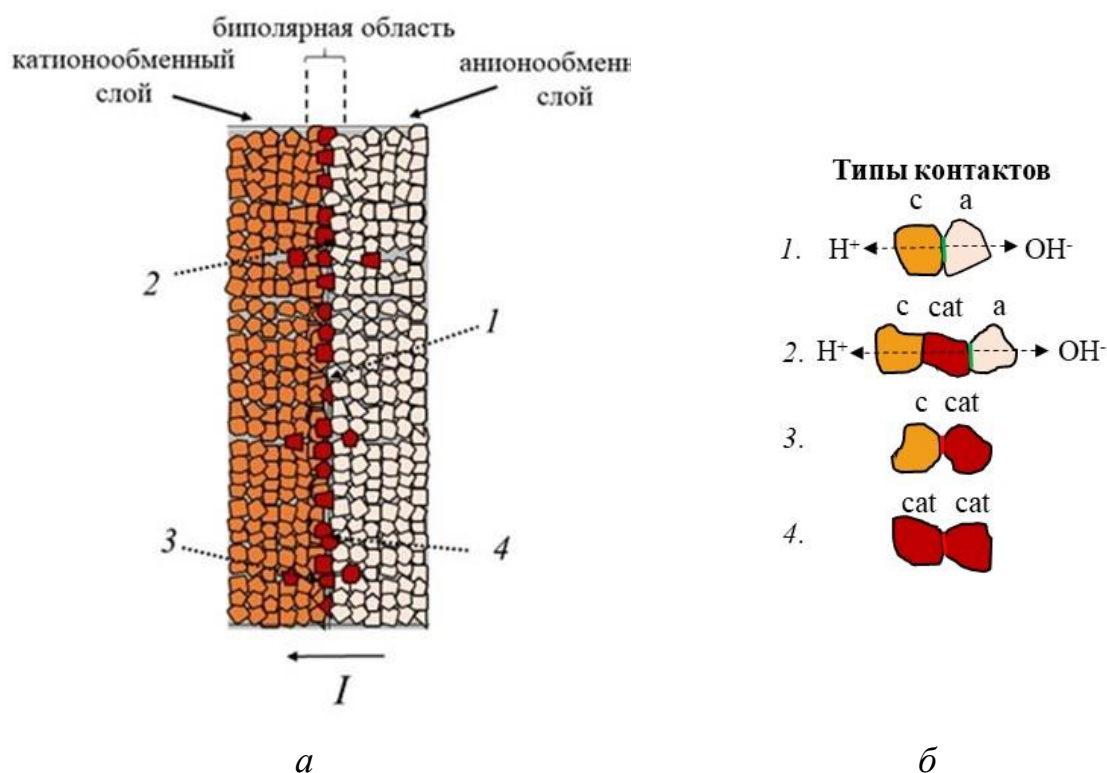 биполярная область
катионообменный
слой
анионообменн
слой
2
1
3
4
I
а
Типы контактов
c a
1. H⁺ OH⁻
c cat a
2. H⁺ OH⁻
c cat
3.
cat cat
4.
б